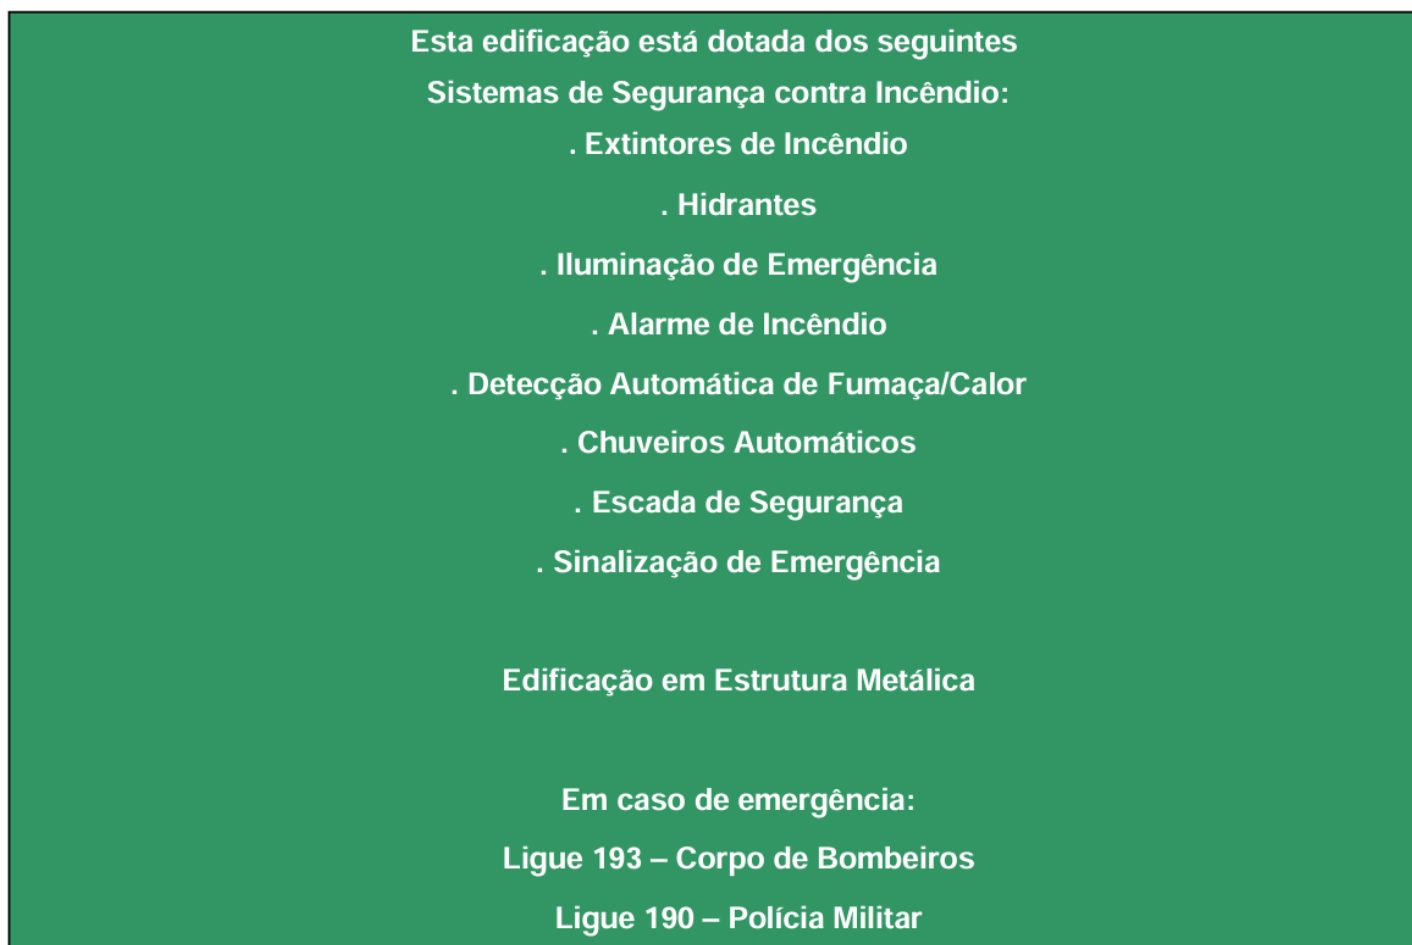 Esta edificação está dotada dos seguintes
Sistemas de Segurança contra Incêndio:
. Extintores de Incêndio
. Hidrantes
. Iluminação de Emergência
. Alarme de Incêndio
. Detecção Automática de Fumaça/Calor
. Chuveiros Automáticos
. Escada de Segurança
. Sinalização de Emergência
Edificação em Estrutura Metálica
Em caso de emergência:
Ligue 193 – Corpo de Bombeiros
Ligue 190 – Polícia Militar